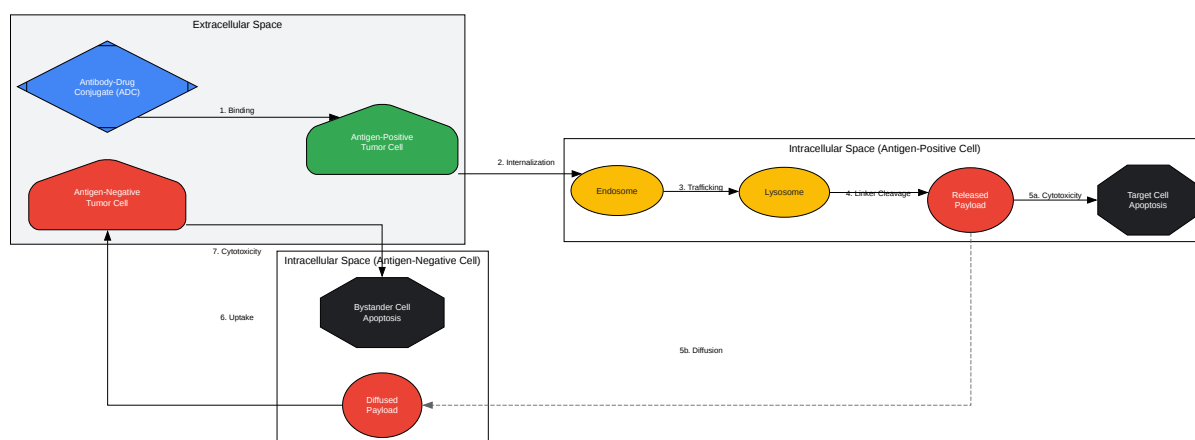 Extracellular Space
Antibody-Drug
Conjugate (ADC)
1. Binding
Antigen-Positive
Tumor Cell
Antigen-Negative
Tumor Cell
2. Internalization
Intracellular Space (Antigen-Positive Cell)
Endosome
3. Trafficking
Lysosome
4. Linker Cleavage
Released
Payload
5a. Cytotoxicity
Target Cell
Apoptosis
7. Cytotoxicity
Intracellular Space (Antigen-Negative Cell)
Bystander Cell
Apoptosis
6. Uptake
5b. Diffusion
Diffused
Payload